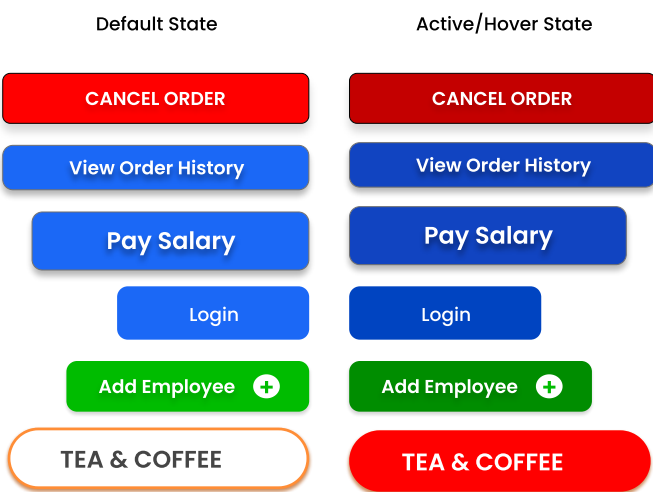 Default State
Active/Hover State
CANCEL ORDER
CANCEL ORDER
View Order History
View Order History
Pay Salary
Pay Salary
Login
Login
Add Employee
Add Employee
TEA & COFFEE
TEA & COFFEE